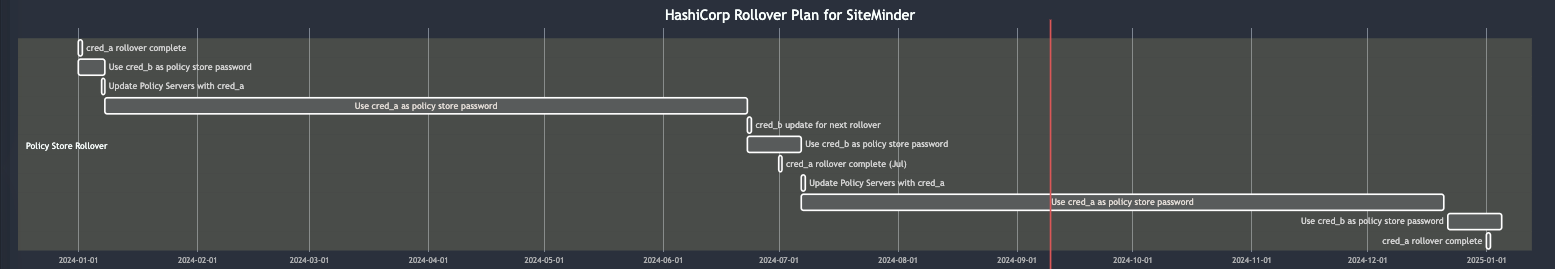 HashiCorp Rollover Plan for SiteMinder
cred_a rollover complete
Use cred_b as policy store password
Update Policy Servers with cred_a
Use cred_a as policy store password
cred_b update for next rollover
Policy Store Rollover
Use cred_b as policy store password
cred_a rollover complete (Jul)
Update Policy Servers with cred_a
Use cred_a as policy store password
Use cred_b as policy store password
cred_a rollover complete
2024-01-01 2024-02-01 2024-03-01 2024-04-01 2024-05-01 2024-06-01 2024-07-01 2024-08-01 2024-09-01 2024-10-01 2024-11-01 2024-12-01 2025-01-01